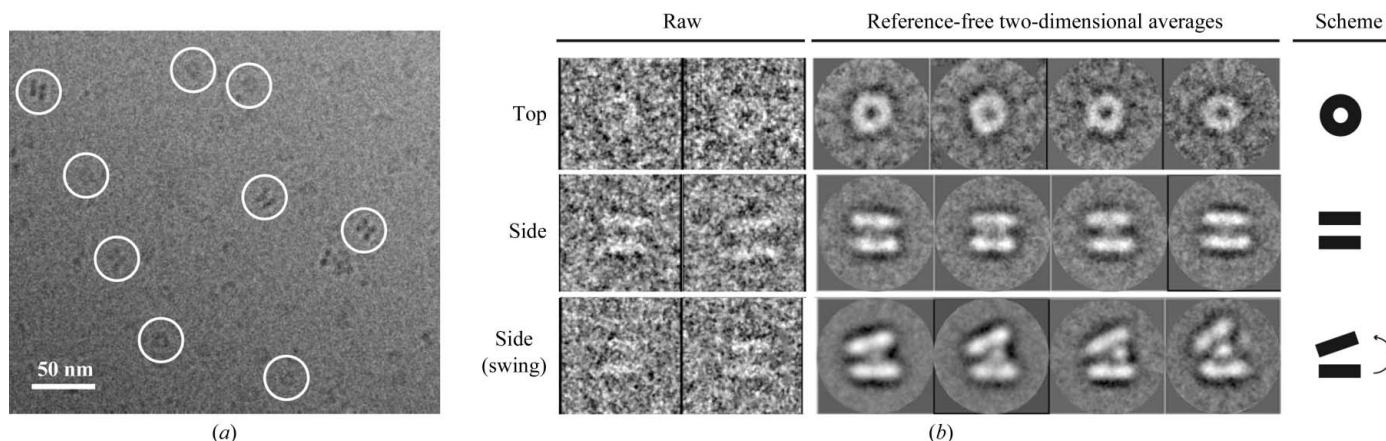 Raw
Reference-free two-dimensional averages
Scheme
Top
Side
Side
(swing)
50 nm
(a)
(b)